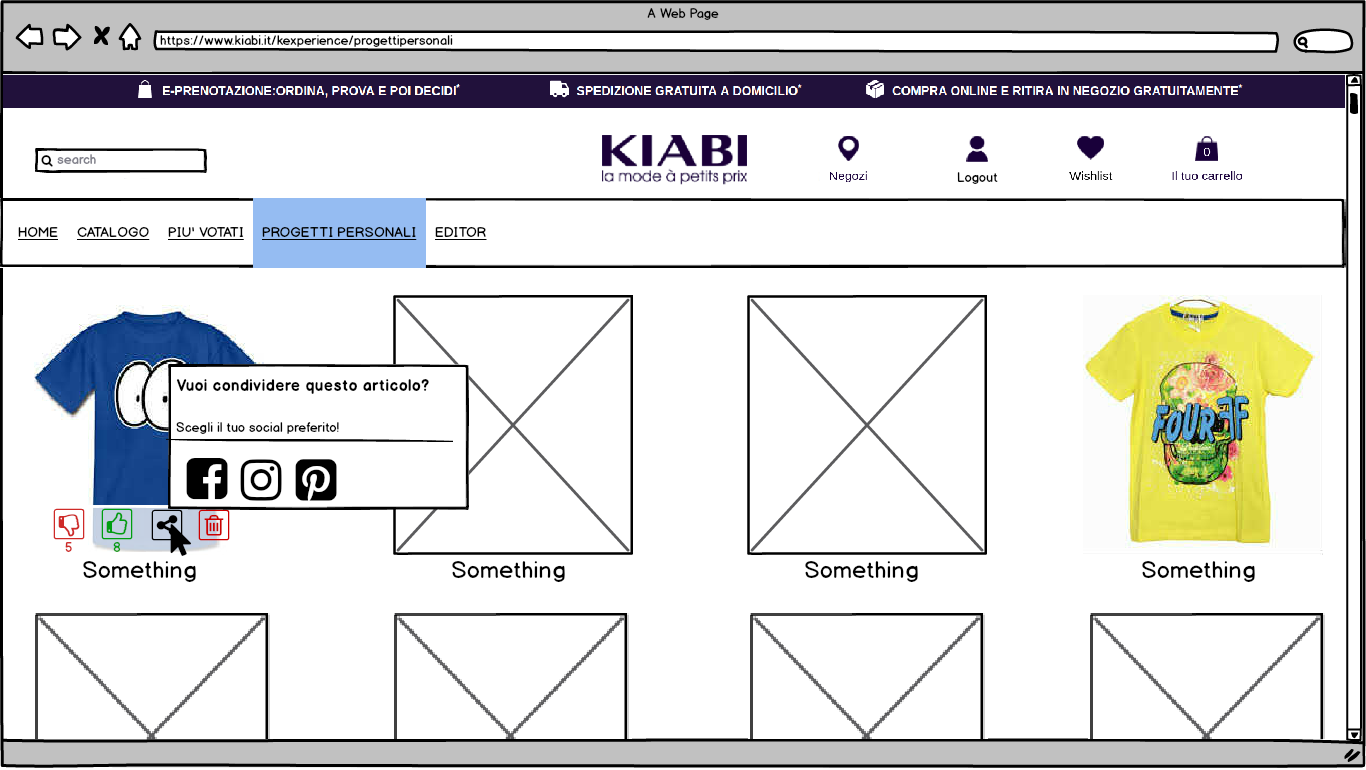 A Web Page
https://www.kiabi.it/kexperience/progettipersonali
E-PRENOTAZIONE:ORDINA, PROVA E POI DECIDI*
SPEDIZIONE GRATUITA A DOMICILIO*
COMPRA ONLINE E RITIRA IN NEGOZIO GRATUITAMENTE*
search
KIABI
la mode à petits prix
Negozi
Logout
Wishlist
0
Il tuo carrello
HOME
CATALOGO
PIU' VOTATI
PROGETTI PERSONALI
EDITOR
Vuoi condividere questo articolo?
Scegli il tuo social preferito!
FOUR
5
8
Something
Something
Something
Something